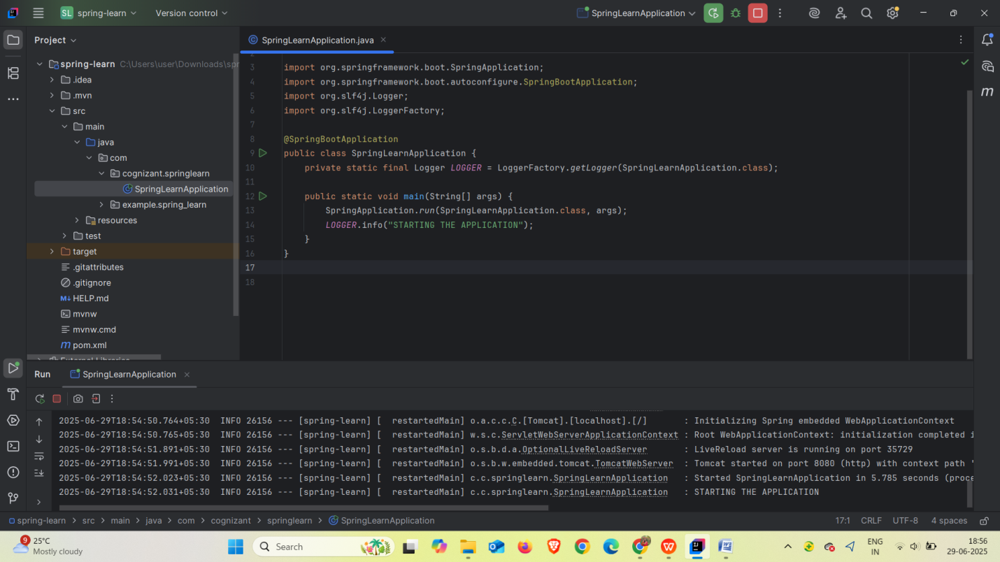 SL spring-learn Version control SpringLearnApplication
Project
SpringLearnApplication.java
spring-learn C:\Users\user\Downloads\spr
.idea
.mvn
src
main
java
com
cognizant.springlearn
SpringLearnApplication
example.spring_learn
resources
test
target
.gitattributes
.gitignore
M↓ HELP.md
mvnw
mvnw.cmd
m pom.xml
External Libraries
2
3 import org.springframework.boot.SpringApplication;
4 import org.springframework.boot.autoconfigure.SpringBootApplication;
5 import org.slf4j.Logger;
6 import org.slf4j.LoggerFactory;
7
8 @SpringBootApplication
9 public class SpringLearnApplication {
10 private static final Logger LOGGER = LoggerFactory.getLogger(SpringLearnApplication.class);
11
12 public static void main(String[] args) {
13 SpringApplication.run(SpringLearnApplication.class, args);
14 LOGGER.info("STARTING THE APPLICATION");
15 }
16 }
17
18
m
Run SpringLearnApplication
2025-06-29T18:54:50.764+05:30 INFO 26156 --- [spring-learn] [ restartedMain] o.a.c.c.C.[Tomcat].[localhost].[/] : Initializing Spring embedded WebApplicationContext
2025-06-29T18:54:50.765+05:30 INFO 26156 --- [spring-learn] [ restartedMain] w.s.c.ServletWebServerApplicationContext : Root WebApplicationContext: initialization completed i
2025-06-29T18:54:51.891+05:30 INFO 26156 --- [spring-learn] [ restartedMain] o.s.b.d.a.OptionalLiveReloadServer : LiveReload server is running on port 35729
2025-06-29T18:54:51.991+05:30 INFO 26156 --- [spring-learn] [ restartedMain] o.s.b.w.embedded.tomcat.TomcatWebServer : Tomcat started on port 8080 (http) with context path '
2025-06-29T18:54:52.023+05:30 INFO 26156 --- [spring-learn] [ restartedMain] c.c.springlearn.SpringLearnApplication : Started SpringLearnApplication in 5.785 seconds (proce
2025-06-29T18:54:52.031+05:30 INFO 26156 --- [spring-learn] [ restartedMain] c.c.springlearn.SpringLearnApplication : STARTING THE APPLICATION
spring-learn > src > main > java > com > cognizant > springlearn > SpringLearnApplication 17:1 CRLF UTF-8 4 spaces
9 25°C
Mostly cloudy
Search
ENG
IN
18:56
29-06-2025